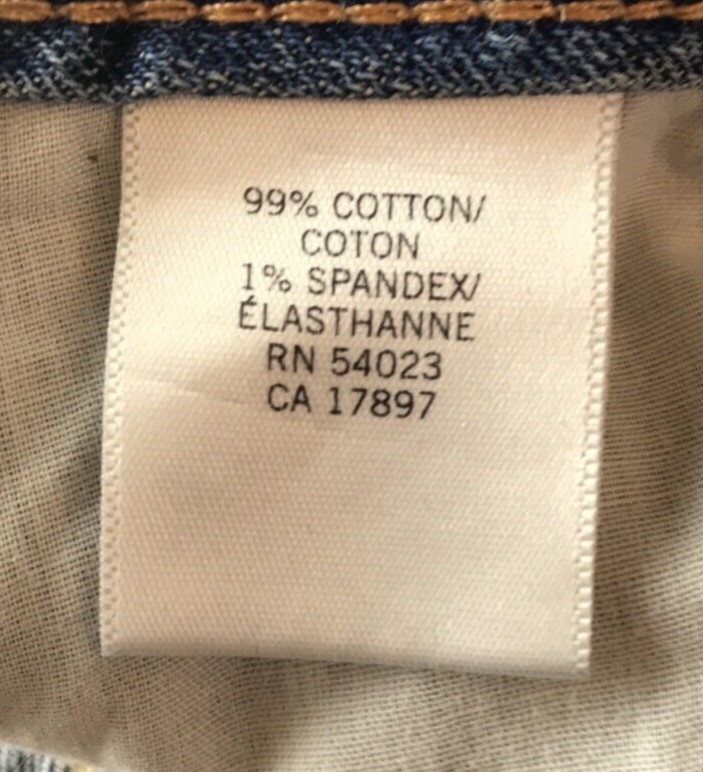 99% COTTON/
COTON
1% SPANDEX/
ÉLASTHANNE
RN 54023
CA 17897